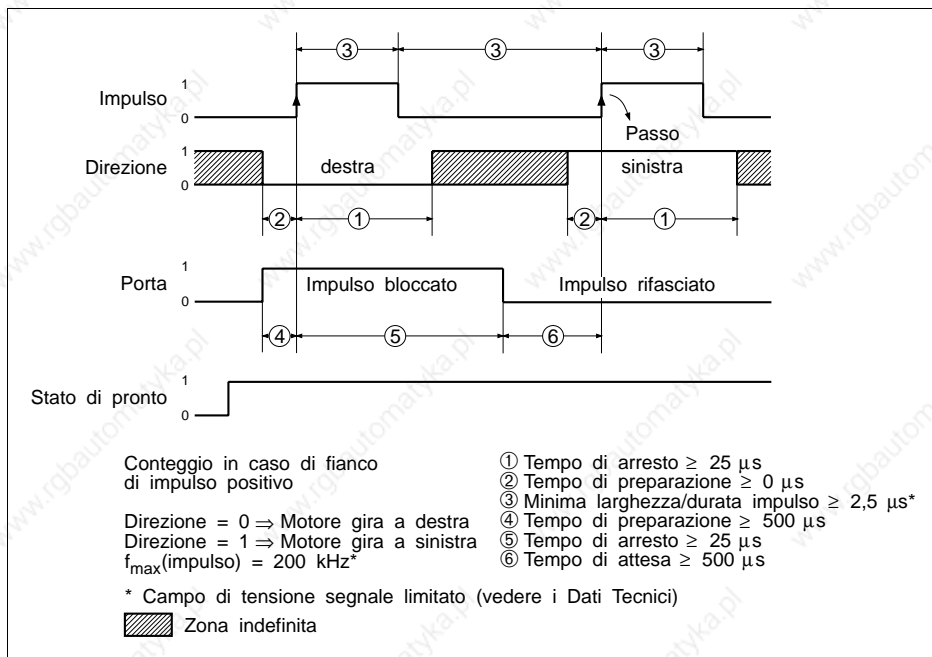 ③ ③ ③
1
Impulso
0
Passo
1
Direzione destra sinistra
0
② ① ② ①
1
Porta Impulso bloccato Impulso rifasciato
0
④ ⑤ ⑥
1
Stato di pronto
0
Conteggio in caso di fianco
di impulso positivo
Direzione = 0 ⇒ Motore gira a destra
Direzione = 1 ⇒ Motore gira a sinistra
fmax(impulso) = 200 kHz*
① Tempo di arresto ≥ 25 µs
② Tempo di preparazione ≥ 0 µs
③ Minima larghezza/durata impulso ≥ 2,5 µs*
④ Tempo di preparazione ≥ 500 µs
⑤ Tempo di arresto ≥ 25 µs
⑥ Tempo di attesa ≥ 500 µs
* Campo di tensione segnale limitato (vedere i Dati Tecnici)
Zona indefinita
www.rgbautomatyka.pl